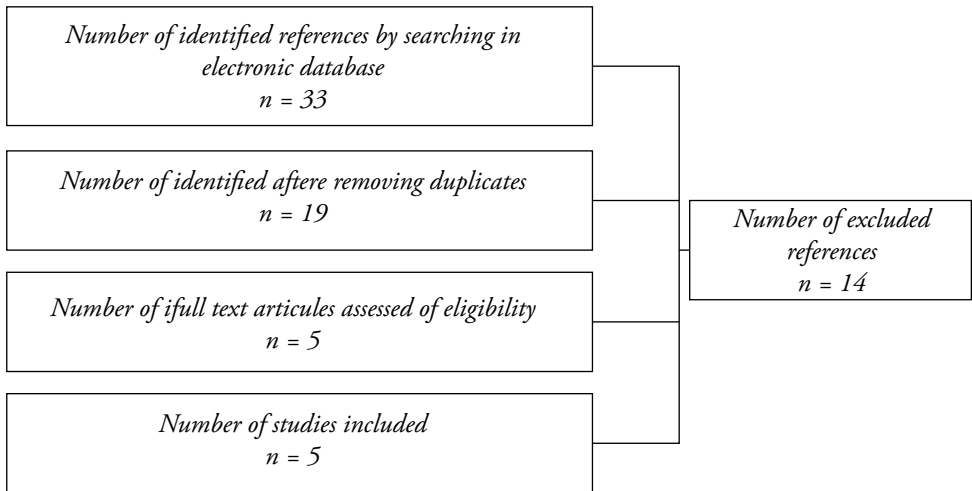 Number of identified references by searching in
electronic database
n = 33
Number of identified aftere removing duplicates
n = 19
Number of excluded
references
n = 14
Number of ifull text articules assessed of eligibility
n = 5
Number of studies included
n = 5